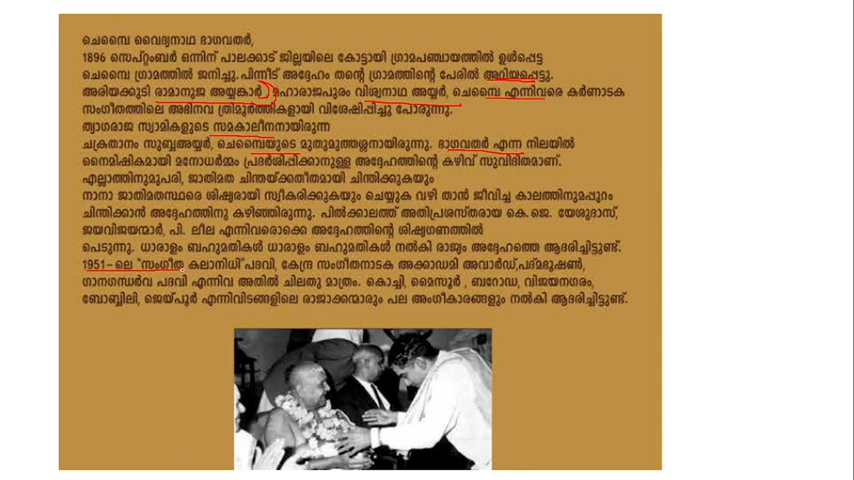 ചെമ്പൈ വൈദ്യനാഥ ഭാഗവതർ,
1896 സെപ്റ്റംബർ ഒന്നിന് പാലക്കാട് ജില്ലയിലെ കോട്ടായി ഗ്രാമപഞ്ചായത്തിൽ ഉൾപ്പെട്ട
ചെമ്പൈ ഗ്രാമത്തിൽ ജനിച്ചു. പിന്നീട് അദ്ദേഹം തന്റെ ഗ്രാമത്തിന്റെ പേരിൽ അറിയപ്പെട്ടു.
അരിയക്കുടി രാമാനുജ അയ്യങ്കാർ, മഹാരാജപുരം വിശ്വനാഥ അയ്യർ, ചെമ്പൈ എന്നിവരെ കർണാടക
സംഗീതത്തിലെ അഭിനവ ത്രിമൂർത്തികളായി വിശേഷിപ്പിച്ചു പോരുന്നു.
ത്യാഗരാജ സ്വാമികളുടെ സമകാലീനനായിരുന്ന
ചക്രതാനം സുബ്ബഅയ്യർ, ചെമ്പൈയുടെ മുതുമുത്തശ്ശനായിരുന്നു. ഭാഗവതർ എന്ന നിലയിൽ
നൈമിഷികമായി മനോധർമ്മം പ്രദർശിപ്പിക്കാനുള്ള അദ്ദേഹത്തിന്റെ കഴിവ് സുവിദിതമാണ്.
എല്ലാത്തിനുമുപരി, ജാതിമത ചിന്തയ്ക്കതീതമായി ചിന്തിക്കുകയും
നാനാ ജാതിമതസ്ഥരെ ശിഷ്യരായി സ്വീകരിക്കുകയും ചെയ്യുക വഴി താൻ ജീവിച്ച കാലത്തിനുമപ്പുറം
ചിന്തിക്കാൻ അദ്ദേഹത്തിനു കഴിഞ്ഞിരുന്നു. പിൽക്കാലത്ത് അതിപ്രശസ്തരായ കെ.ജെ. യേശുദാസ്,
ജയവിജയന്മാർ, പി. ലീല എന്നിവരൊക്കെ അദ്ദേഹത്തിന്റെ ശിഷ്യഗണത്തിൽ
പെടുന്നു. ധാരാളം ബഹുമതികൾ ധാരാളം ബഹുമതികൾ നൽകി രാജ്യം അദ്ദേഹത്തെ ആദരിച്ചിട്ടുണ്ട്.
1951-ലെ "സംഗീത കലാനിധി"പദവി, കേന്ദ്ര സംഗീതനാടക അക്കാഡമി അവാർഡ്,പദ്മഭൂഷൺ,
ഗാനഗന്ധർവ പദവി എന്നിവ അതിൽ ചിലതു മാത്രം. കൊച്ചി, മൈസൂർ , ബറോഡ, വിജയനഗരം,
ബോബ്ബിലി, ജെയ്പൂർ എന്നിവിടങ്ങളിലെ രാജാക്കന്മാരും പല അംഗീകാരങ്ങളും നൽകി ആദരിച്ചിട്ടുണ്ട്.